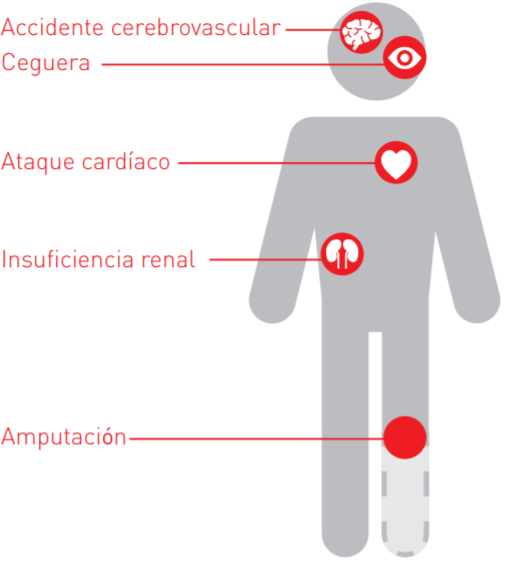 Accidente cerebrovascular
Ceguera
Ataque cardíaco
Insuficiencia renal
Amputación